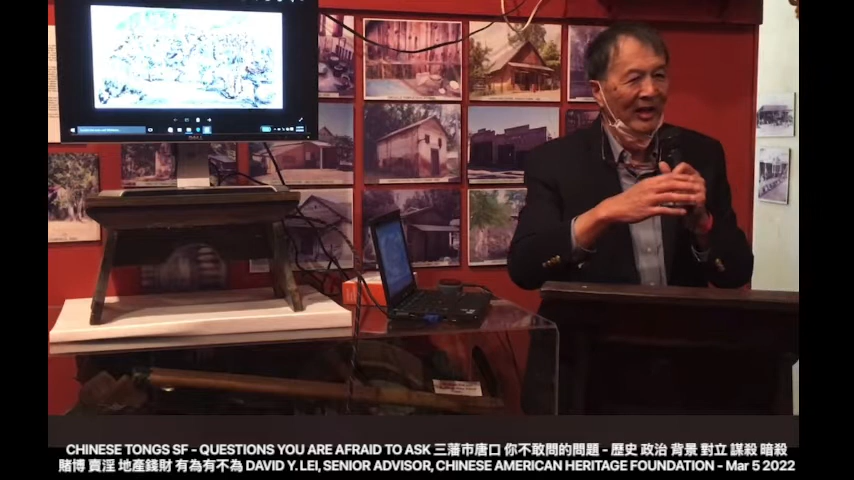 DELL
CHINESE TONGS SF - QUESTIONS YOU ARE AFRAID TO ASK 三藩市唐口 你不敢問的問題 - 歷史 政治 背景 對立 謀殺 暗殺
賭博 賣淫 地產錢財 有為有不為 DAVID Y. LEI, SENIOR ADVISOR, CHINESE AMERICAN HERITAGE FOUNDATION - Mar 5 2022